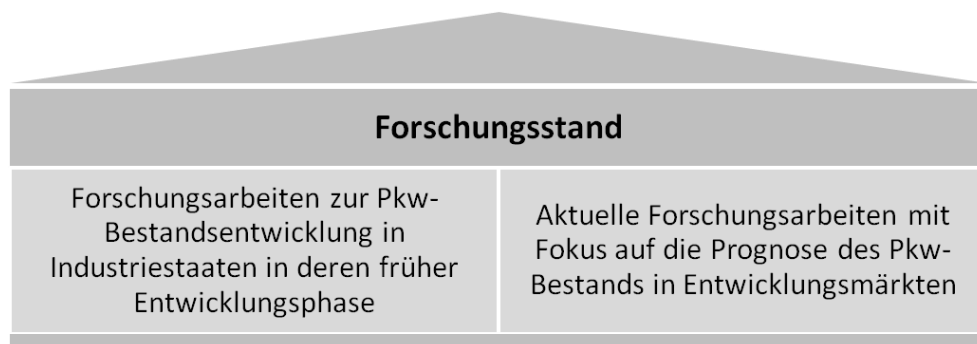 Forschungsstand
Forschungsarbeiten zur Pkw-
Bestandsentwicklung in
Industriestaaten in deren früher
Entwicklungsphase
Aktuelle Forschungsarbeiten mit
Fokus auf die Prognose des Pkw-
Bestands in Entwicklungsmärkten